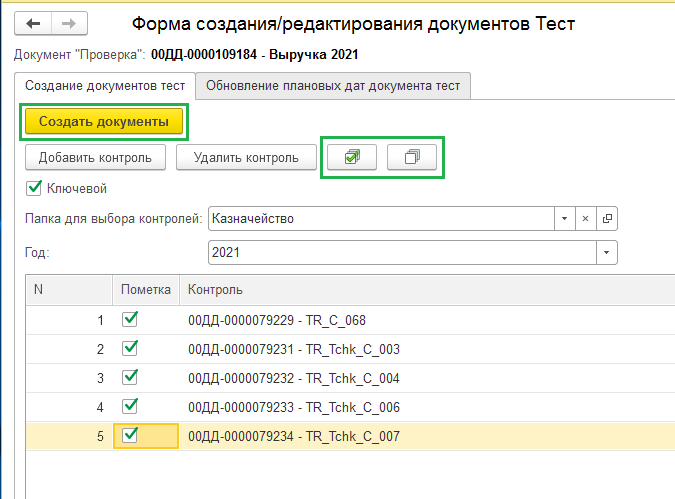 Форма создания/редактирования документов Тест
Документ "Проверка": 00ДД-0000109184 - Выручка 2021
Создание документов тест Обновление плановых дат документа тест
Создать документы
Добавить контроль Удалить контроль
Ключевой
Папка для выбора контролей: Казначейство
Год: 2021
N Пометка Контроль
1 00ДД-0000079229 - TR_C_068
2 00ДД-0000079231 - TR_Tchk_C_003
3 00ДД-0000079232 - TR_Tchk_C_004
4 00ДД-0000079233 - TR_Tchk_C_006
5 00ДД-0000079234 - TR_Tchk_C_007